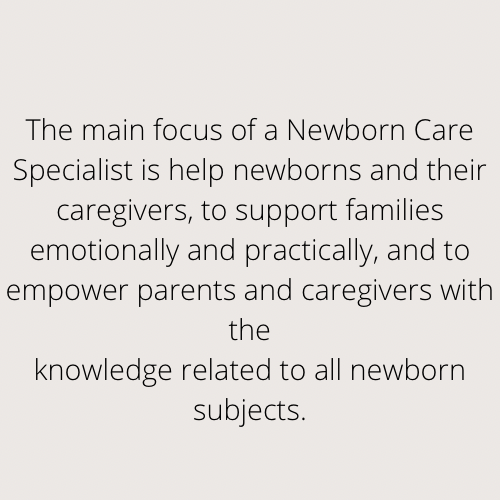 The main focus of a Newborn Care
Specialist is help newborns and their
caregivers, to support families
emotionally and practically, and to
empower parents and caregivers with
the
knowledge related to all newborn
subjects.